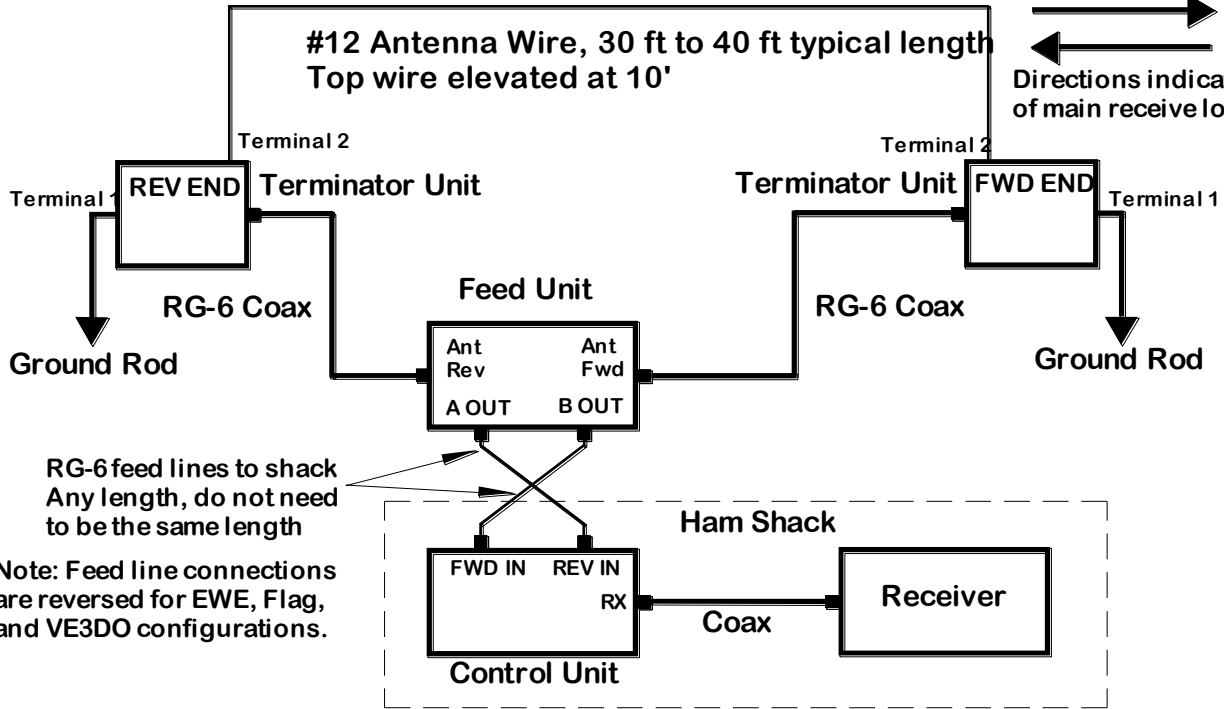 #12 Antenna Wire, 30 ft to 40 ft typical length
Top wire elevated at 10'
Directions indica
of main receive lo
Terminal 2
Terminal 2
REV END
Terminator Unit
Terminator Unit
FWD END
Terminal 1
Terminal 1
RG-6 Coax
Feed Unit
RG-6 Coax
Ground Rod
Ground Rod
Ant
Rev
Ant
Fwd
A OUT
B OUT
RG-6 feed lines to shack
Any length, do not need
to be the same length
Ham Shack
Note: Feed line connections
are reversed for EWE, Flag,
and VE3DO configurations.
FWD IN
REV IN
RX
Coax
Receiver
Control Unit